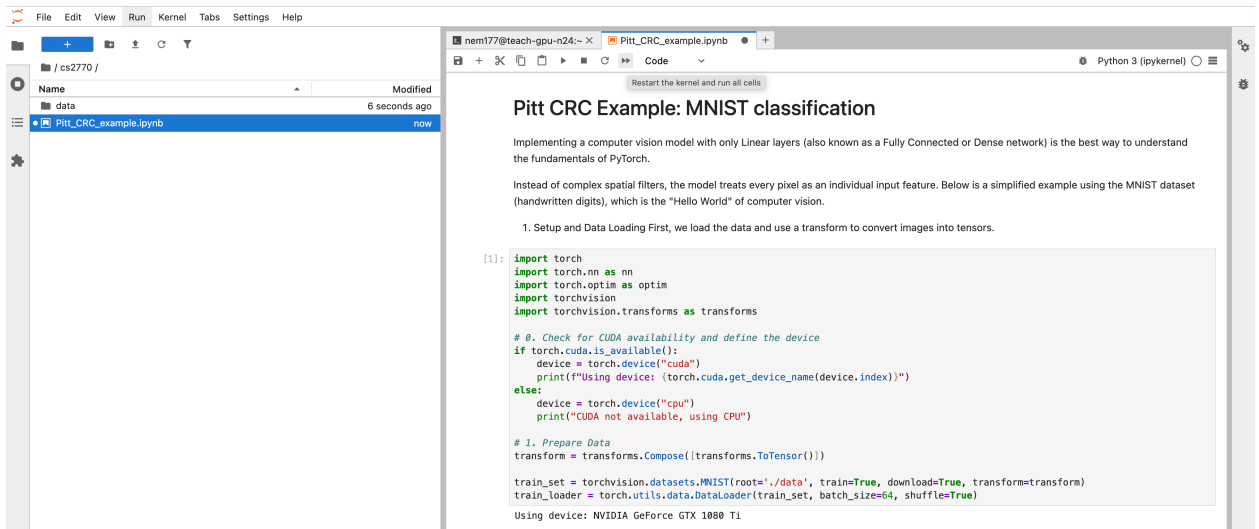 File Edit View Run Kernel Tabs Settings Help
+
/ cs2770 /
Name Modified
data 6 seconds ago
Pitt_CRC_example.ipynb now
nem177@teach-gpu-n24:~ Pitt_CRC_example.ipynb
Code Python 3 (ipykernel)
Restart the kernel and run all cells
Pitt CRC Example: MNIST classification
Implementing a computer vision model with only Linear layers (also known as a Fully Connected or Dense network) is the best way to understand
the fundamentals of PyTorch.
Instead of complex spatial filters, the model treats every pixel as an individual input feature. Below is a simplified example using the MNIST dataset
(handwritten digits), which is the "Hello World" of computer vision.
1. Setup and Data Loading First, we load the data and use a transform to convert images into tensors.
[1]: import torch
import torch.nn as nn
import torch.optim as optim
import torchvision
import torchvision.transforms as transforms
# 0. Check for CUDA availability and define the device
if torch.cuda.is_available():
    device = torch.device("cuda")
    print(f"Using device: {torch.cuda.get_device_name(device.index)}")
else:
    device = torch.device("cpu")
    print("CUDA not available, using CPU")
# 1. Prepare Data
transform = transforms.Compose([transforms.ToTensor()])
train_set = torchvision.datasets.MNIST(root='./data', train=True, download=True, transform=transform)
train_loader = torch.utils.data.DataLoader(train_set, batch_size=64, shuffle=True)
Using device: NVIDIA GeForce GTX 1080 Ti